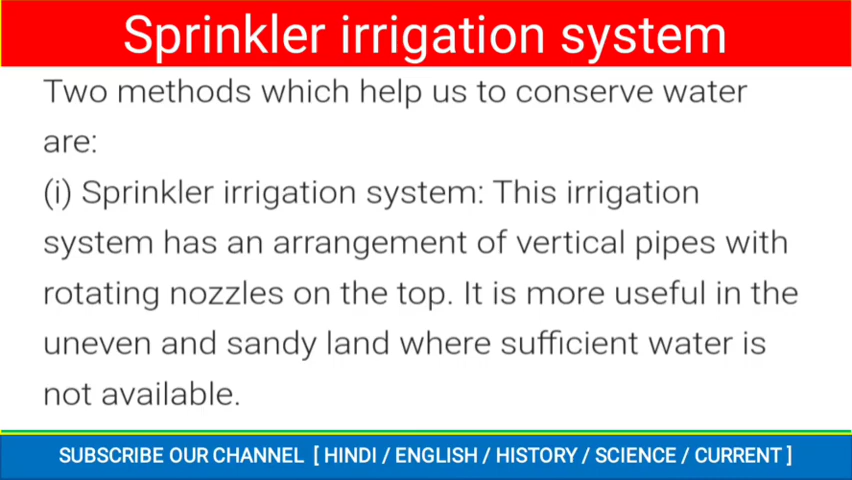 Sprinkler irrigation system
Two methods which help us to conserve water
are:
(i) Sprinkler irrigation system: This irrigation
system has an arrangement of vertical pipes with
rotating nozzles on the top. It is more useful in the
uneven and sandy land where sufficient water is
not available.
SUBSCRIBE OUR CHANNEL [ HINDI / ENGLISH / HISTORY / SCIENCE / CURRENT ]